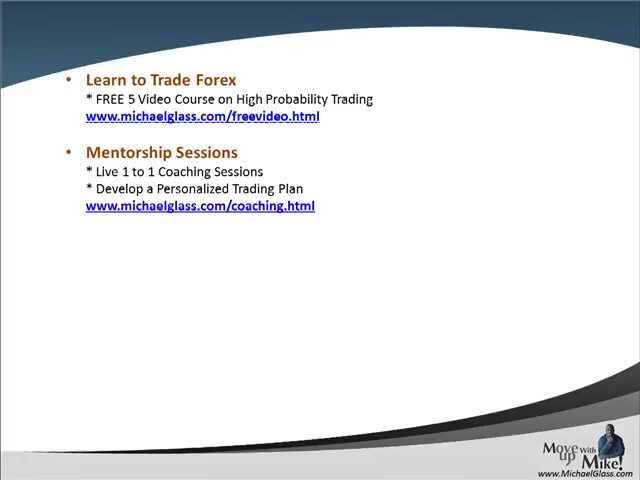 • Learn to Trade Forex
* FREE 5 Video Course on High Probability Trading
www.michaelglass.com/freevideo.html
• Mentorship Sessions
* Live 1 to 1 Coaching Sessions
* Develop a Personalized Trading Plan
www.michaelglass.com/coaching.html
Move up With Mike!
www.MichaelGlass.com